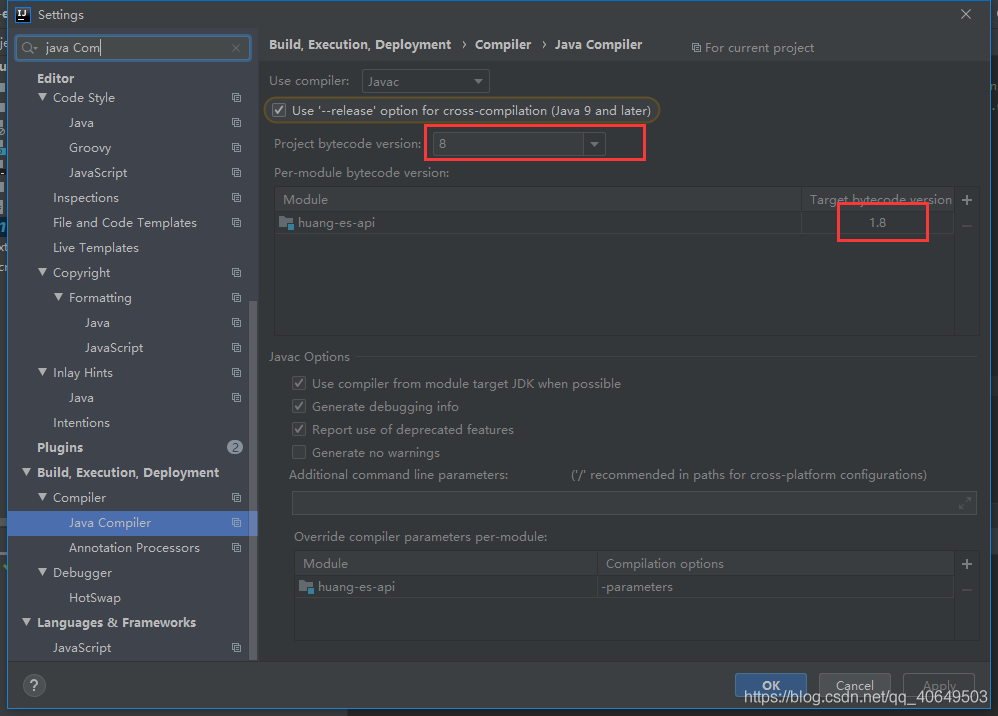 Settings
java Com
Editor
Code Style
Java
Groovy
JavaScript
Inspections
File and Code Templates
Live Templates
Copyright
Formatting
Java
JavaScript
Inlay Hints
Java
Intentions
Plugins 2
Build, Execution, Deployment
Compiler
Java Compiler
Annotation Processors
Debugger
HotSwap
Languages & Frameworks
JavaScript
?
Build, Execution, Deployment › Compiler › Java Compiler For current project
Use compiler: Javac
Use '--release' option for cross-compilation (Java 9 and later)
Project bytecode version: 8
Per-module bytecode version:
Module Target bytecode version
huang-es-api 1.8
Javac Options
Use compiler from module target JDK when possible
Generate debugging info
Report use of deprecated features
Generate no warnings
Additional command line parameters: ('/' recommended in paths for cross-platform configurations)
Override compiler parameters per-module:
Module Compilation options
huang-es-api -parameters
OK Cancel Apply
https://blog.csdn.net/qq_40649503